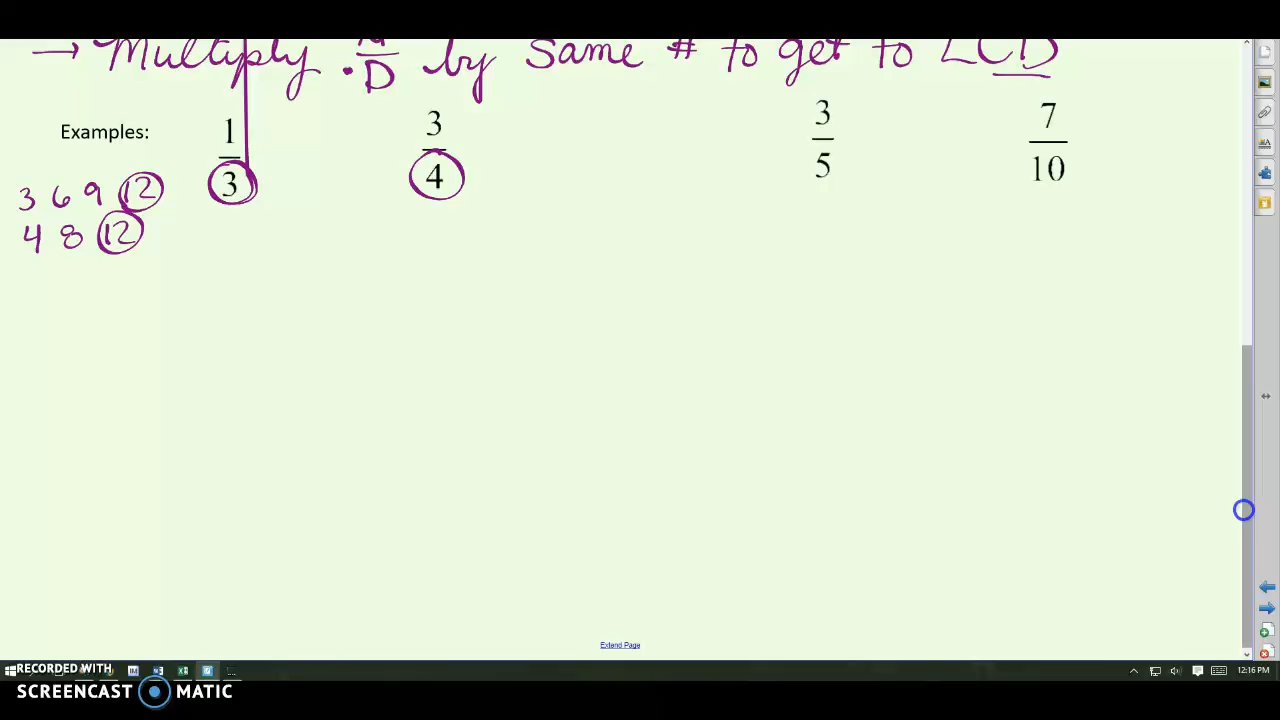 → Multiply · N/D by Same # to get to LCD
Examples: 1/3 3/4 3/5 7/10
3 6 9 12
4 8 12
Extend Page
RECORDED WITH
SCREENCAST MATIC
12:16 PM